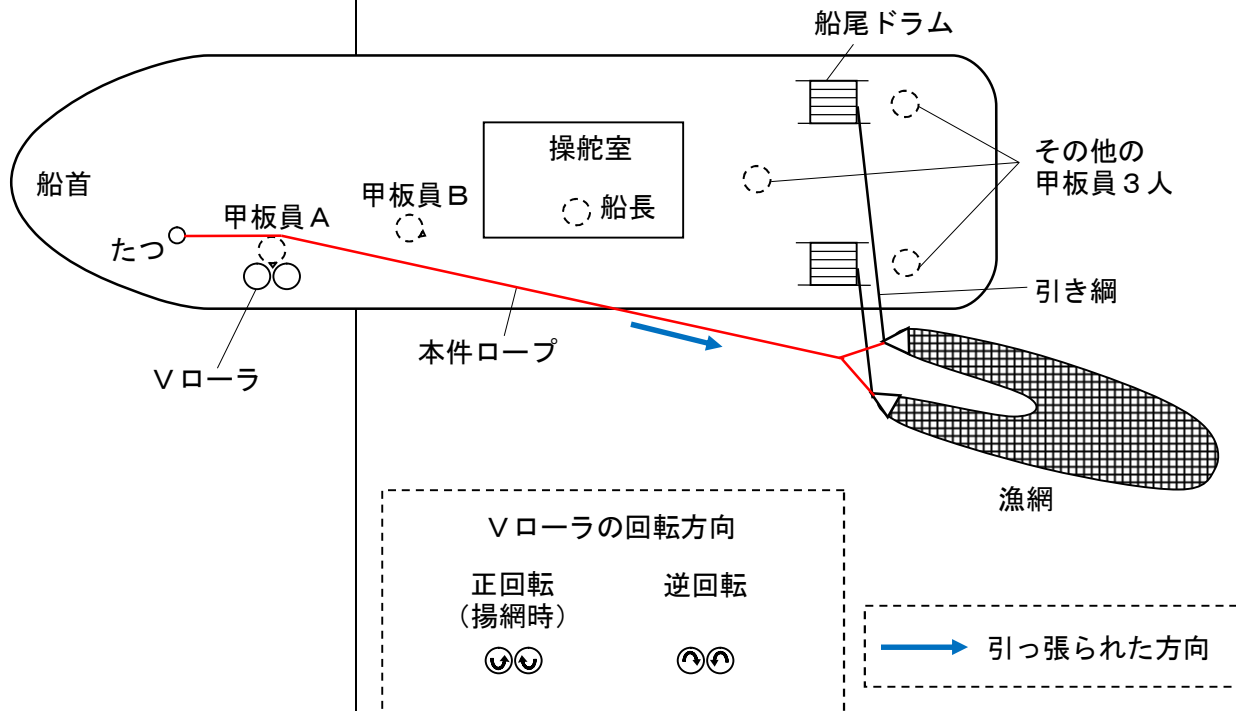 船尾ドラム
操舵室
その他の
甲板員3人
船首
甲板員A
甲板員B
船長
たつ
引き綱
本件ロープ
Vローラ
漁網
Vローラの回転方向
正回転
(揚網時)
逆回転
引っ張られた方向